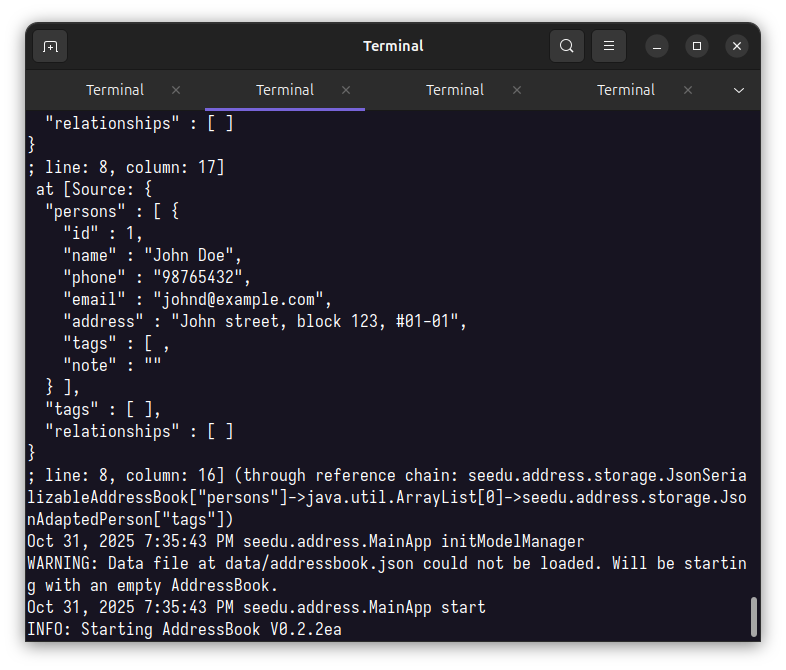 Terminal
Terminal
Terminal
Terminal
Terminal
  "relationships" : [ ]
}
; line: 8, column: 17]
 at [Source: {
  "persons" : [ {
    "id" : 1,
    "name" : "John Doe",
    "phone" : "98765432",
    "email" : "johnd@example.com",
    "address" : "John street, block 123, #01-01",
    "tags" : [ ,
    "note" : ""
  } ],
  "tags" : [ ],
  "relationships" : [ ]
}
; line: 8, column: 16] (through reference chain: seedu.address.storage.JsonSeria
lizableAddressBook["persons"]->java.util.ArrayList[0]->seedu.address.storage.Jso
nAdaptedPerson["tags"])
Oct 31, 2025 7:35:43 PM seedu.address.MainApp initModelManager
WARNING: Data file at data/addressbook.json could not be loaded. Will be startin
g with an empty AddressBook.
Oct 31, 2025 7:35:43 PM seedu.address.MainApp start
INFO: Starting AddressBook V0.2.2ea